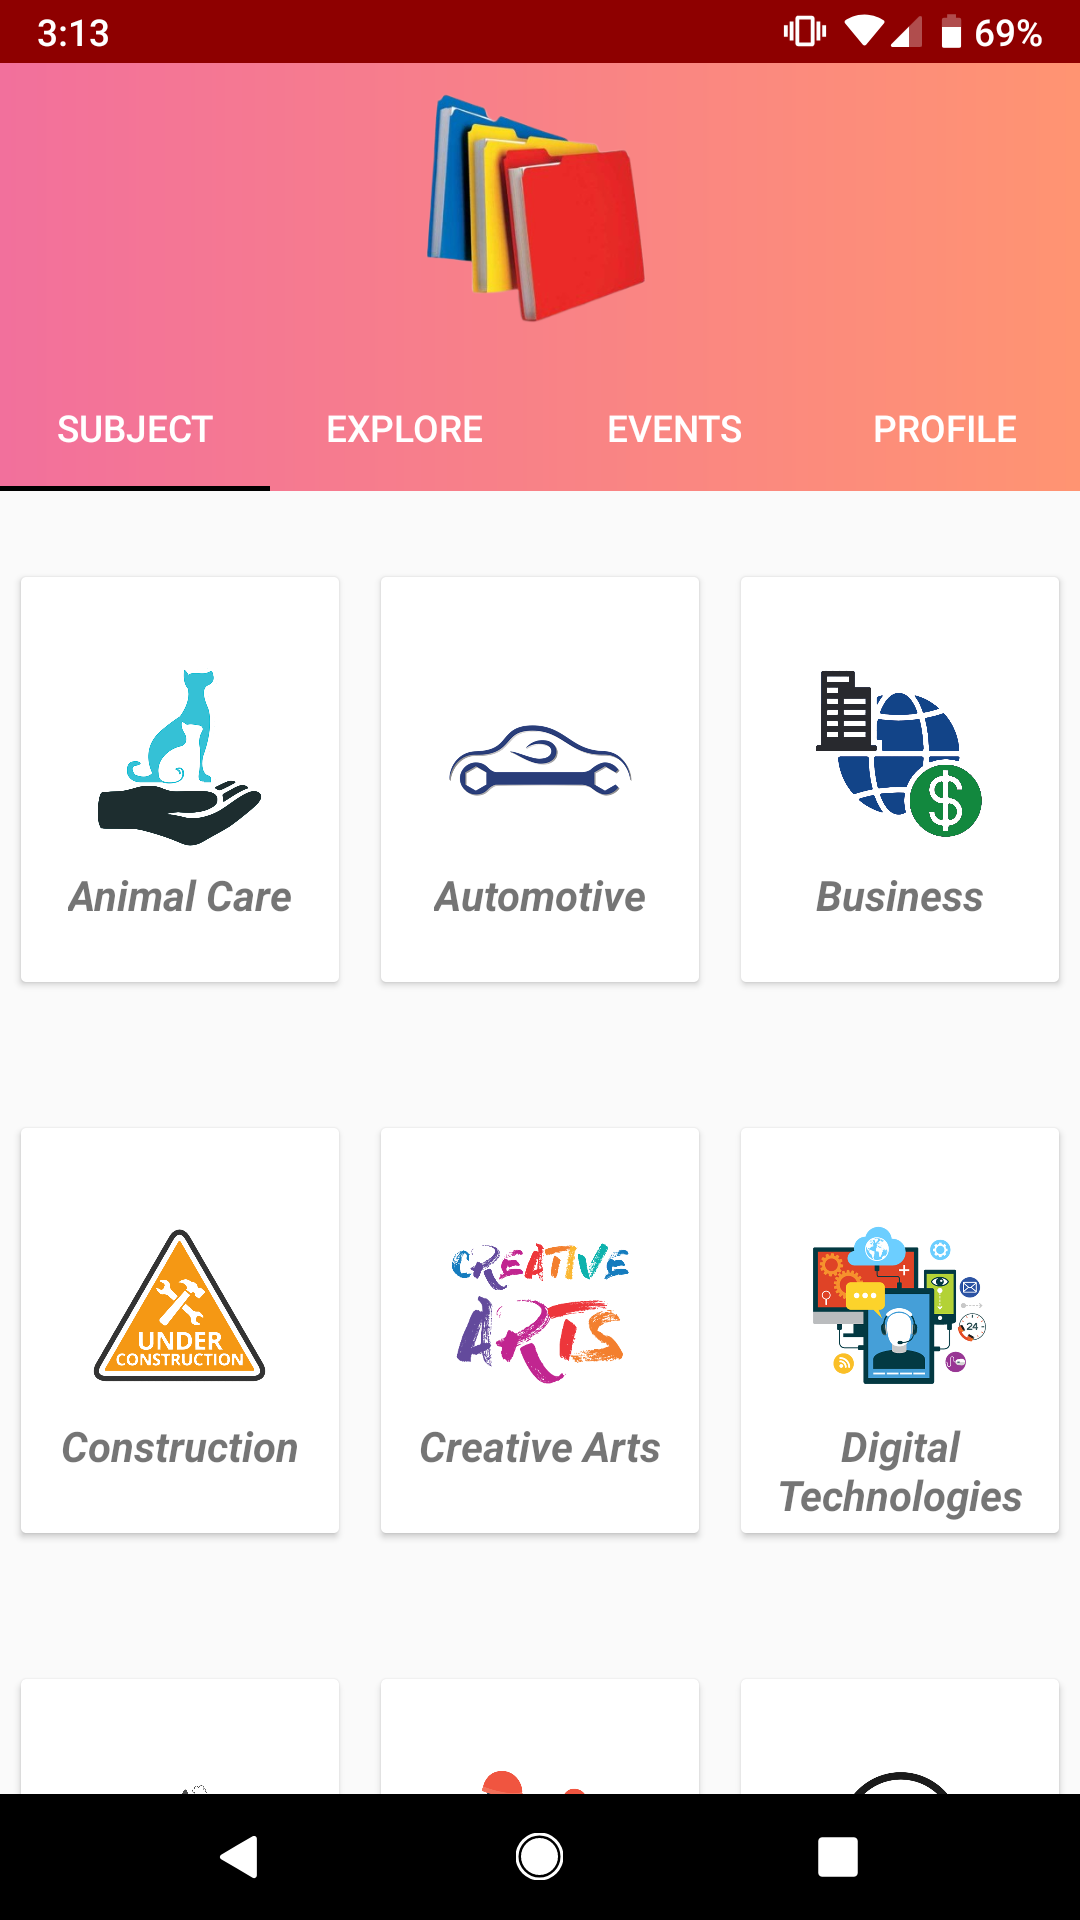 3:13 69%
SUBJECT EXPLORE EVENTS PROFILE
Animal Care Automotive Business
$
UNDER
CONSTRUCTION
CREATIVE
ARTS
24
Construction Creative Arts Digital
Technologies